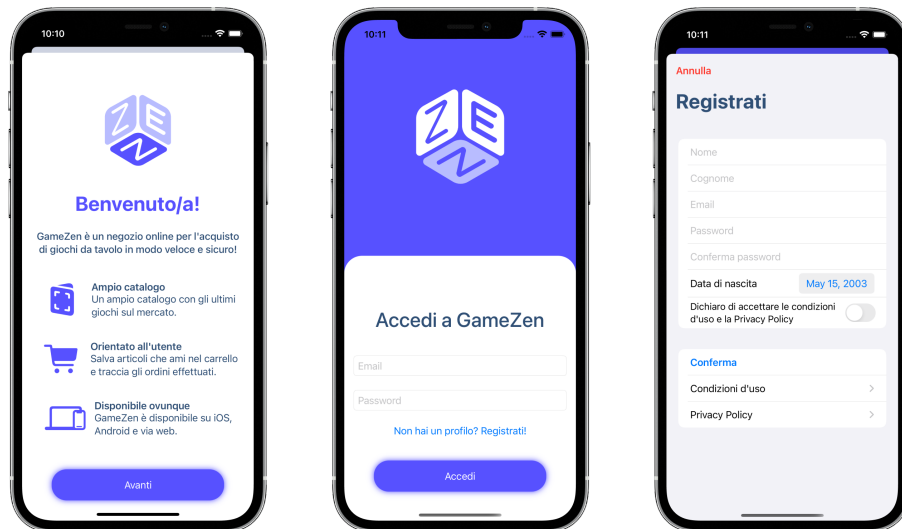 10:10
ZEN
Benvenuto/a!
GameZen è un negozio online per l'acquisto
di giochi da tavolo in modo veloce e sicuro!
Ampio catalogo
Un ampio catalogo con gli ultimi
giochi sul mercato.
Orientato all'utente
Salva articoli che ami nel carrello
e traccia gli ordini effettuati.
Disponibile ovunque
GameZen è disponibile su iOS,
Android e via web.
Avanti
10:11
ZEN
Accedi a GameZen
Email
Password
Non hai un profilo? Registrati!
Accedi
10:11
Annulla
Registrati
Nome
Cognome
Email
Password
Conferma password
Data di nascita May 15, 2003
Dichiaro di accettare le condizioni
d'uso e la Privacy Policy
Conferma
Condizioni d'uso
Privacy Policy